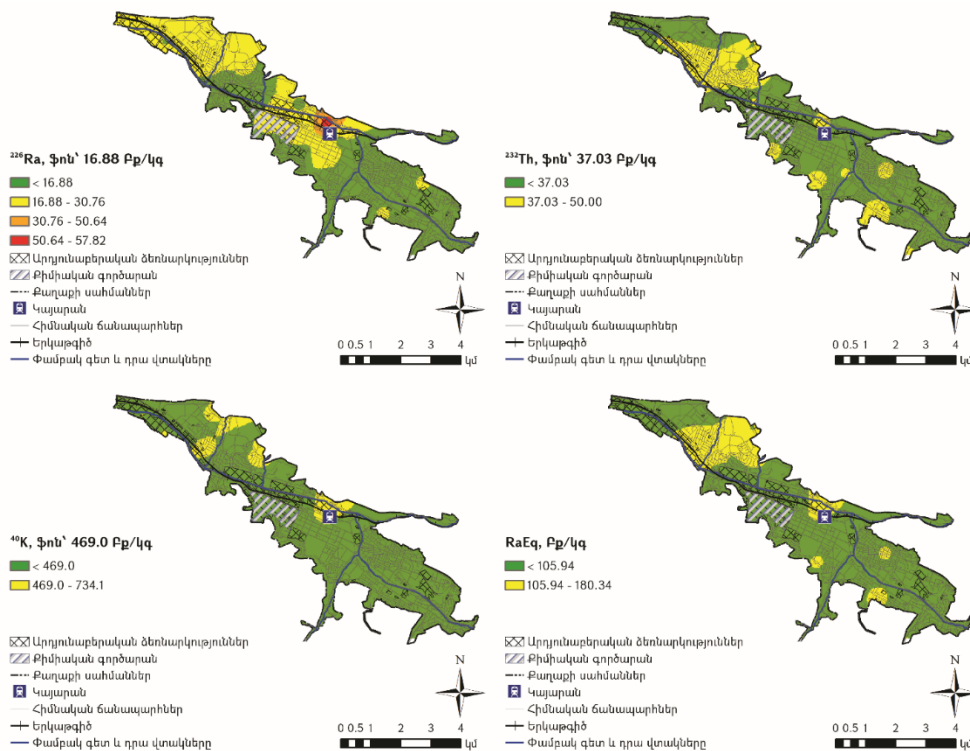 ²²⁶Ra, ֆոն՝ 16.88 Բք/կգ
< 16.88
16.88 - 30.76
30.76 - 50.64
50.64 - 57.82
Արդյունաբերական ձեռնարկություններ
Քիմիական գործարան
Քաղաքի սահմաններ
Կայարան
Հիմնական ճանապարհներ
Երկաթգիծ
Փամբակ գետ և դրա վտակները
N
0 0.5 1 2 3 4
կմ
²³²Th, ֆոն՝ 37.03 Բք/կգ
< 37.03
37.03 - 50.00
Արդյունաբերական ձեռնարկություններ
Քիմիական գործարան
Քաղաքի սահմաններ
Կայարան
Հիմնական ճանապարհներ
Երկաթգիծ
Փամբակ գետ և դրա վտակները
N
0 0.5 1 2 3 4
կմ
⁴⁰K, ֆոն՝ 469.0 Բք/կգ
< 469.0
469.0 - 734.1
Արդյունաբերական ձեռնարկություններ
Քիմիական գործարան
Քաղաքի սահմաններ
Կայարան
Հիմնական ճանապարհներ
Երկաթգիծ
Փամբակ գետ և դրա վտակները
N
0 0.5 1 2 3 4
կմ
RaEq, Բք/կգ
< 105.94
105.94 - 180.34
Արդյունաբերական ձեռնարկություններ
Քիմիական գործարան
Քաղաքի սահմաններ
Կայարան
Հիմնական ճանապարհներ
Երկաթգիծ
Փամբակ գետ և դրա վտակները
N
0 0.5 1 2 3 4
կմ